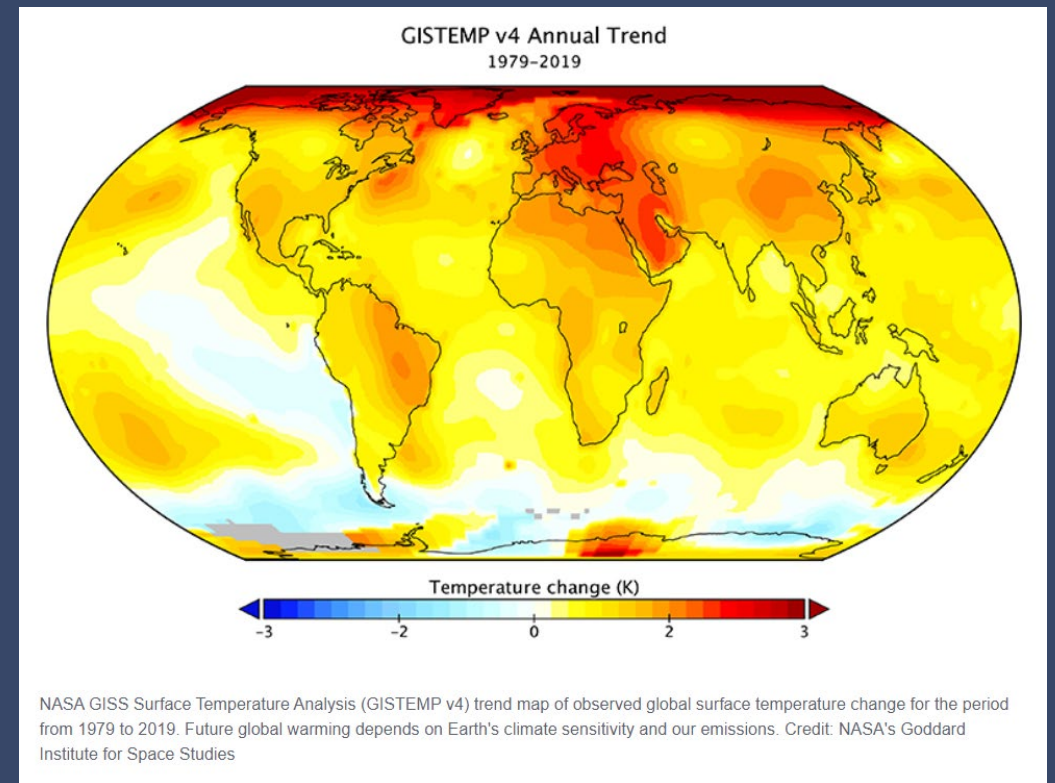 GISTEMP v4 Annual Trend
1979–2019
Temperature change (K)
-3 -2 0 2 3
NASA GISS Surface Temperature Analysis (GISTEMP v4) trend map of observed global surface temperature change for the period
from 1979 to 2019. Future global warming depends on Earth's climate sensitivity and our emissions. Credit: NASA's Goddard
Institute for Space Studies